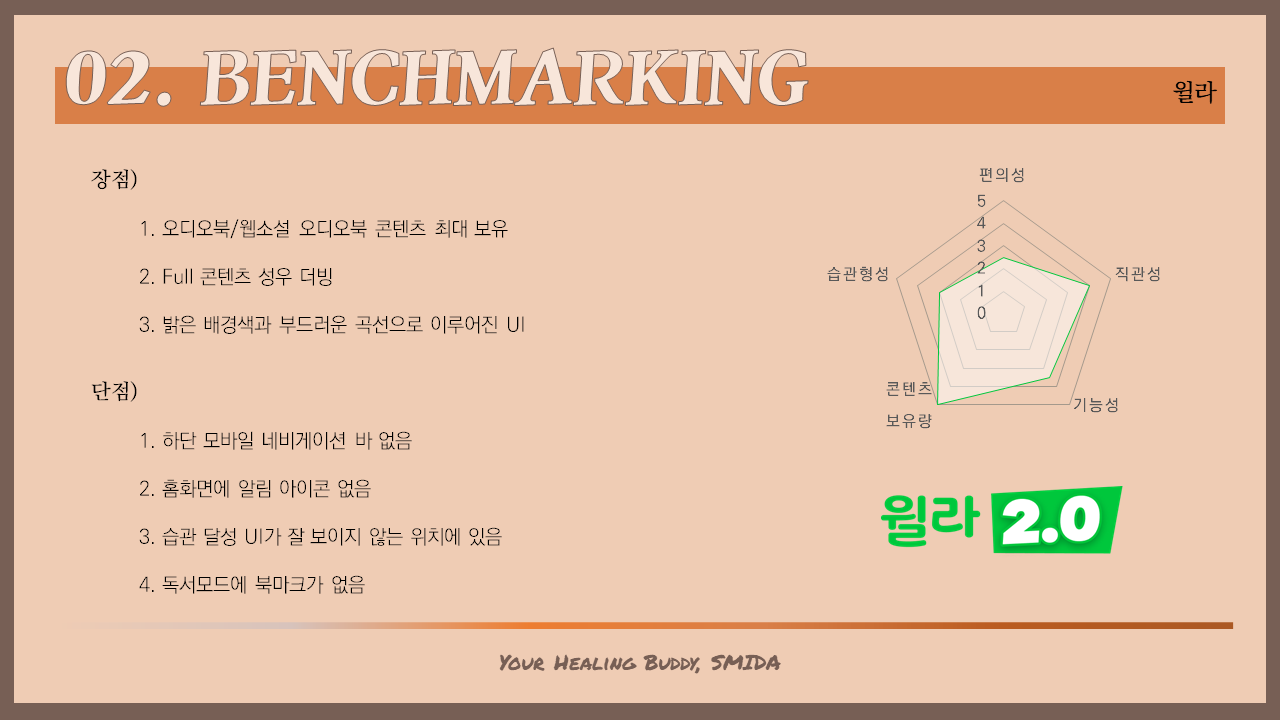 02. BENCHMARKING
윌라
장점)
1. 오디오북/웹소설 오디오북 콘텐츠 최대 보유
2. Full 콘텐츠 성우 더빙
3. 밝은 배경색과 부드러운 곡선으로 이루어진 UI
단점)
1. 하단 모바일 네비게이션 바 없음
2. 홈화면에 알림 아이콘 없음
3. 습관 달성 UI가 잘 보이지 않는 위치에 있음
4. 독서모드에 북마크가 없음
편의성
5
4
3
2
1
0
습관형성
직관성
콘텐츠
보유량
기능성
윌라 2.0
Your Healing Buddy, SMIDA